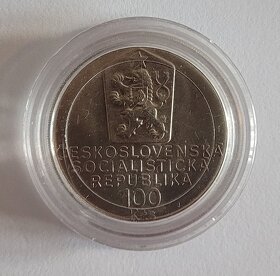 ČESKOSLOVENSKÁ
SOCIALISTICKÁ
REPUBLIKA
100
Kčs